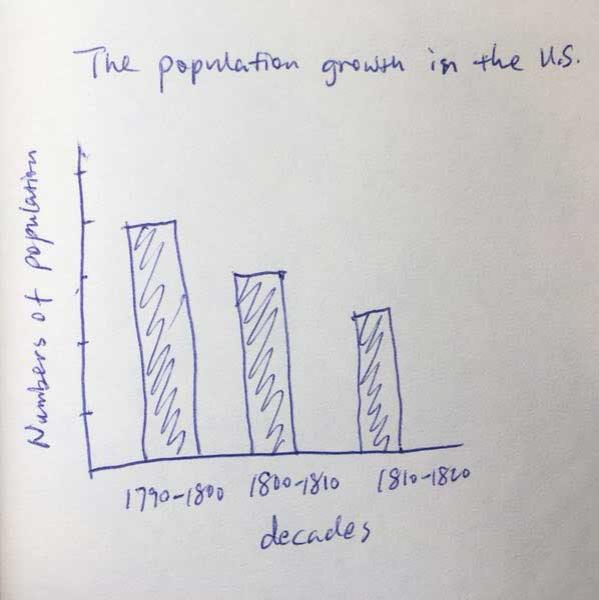 The population growth in the U.S.
Numbers of population
1790-1800
1800-1810
1810-1820
decades